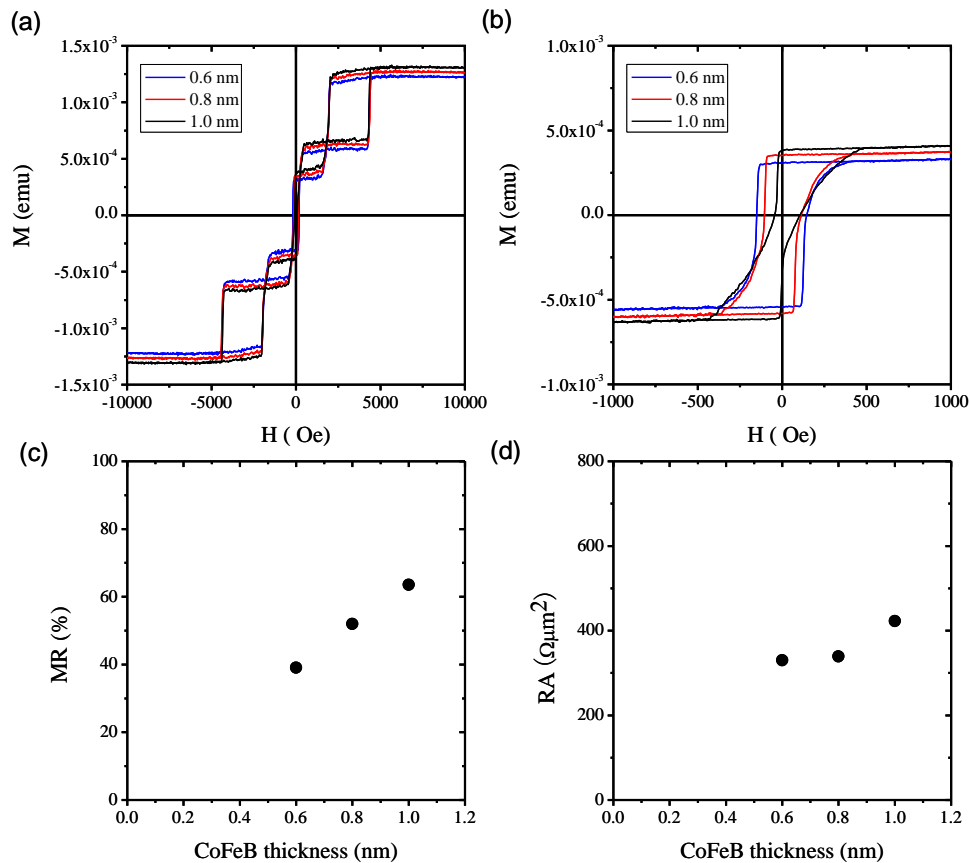 (a)
1.5x10⁻³
1.0x10⁻³
5.0x10⁻⁴
0.0
-5.0x10⁻⁴
-1.0x10⁻³
-1.5x10⁻³
-10000 -5000 0 5000 10000
M (emu)
H ( Oe)
0.6 nm
0.8 nm
1.0 nm
(b)
1.0x10⁻³
5.0x10⁻⁴
0.0
-5.0x10⁻⁴
-1.0x10⁻³
-1000 -500 0 500 1000
M (emu)
H ( Oe)
0.6 nm
0.8 nm
1.0 nm
(c)
100
80
60
40
20
0
0.0 0.2 0.4 0.6 0.8 1.0 1.2
MR (%)
CoFeB thickness (nm)
(d)
800
600
400
200
0
0.0 0.2 0.4 0.6 0.8 1.0 1.2
RA (Ωμm²)
CoFeB thickness (nm)